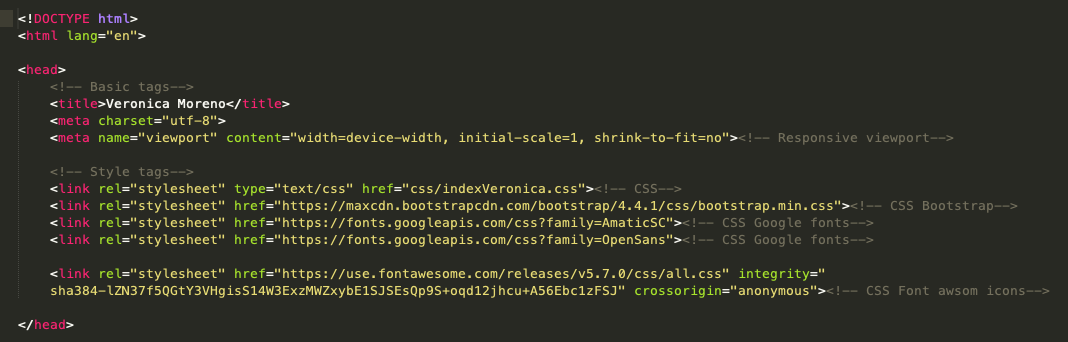 <!DOCTYPE html>
<html lang="en">
<head>
<!-- Basic tags-->
<title>Veronica Moreno</title>
<meta charset="utf-8">
<meta name="viewport" content="width=device-width, initial-scale=1, shrink-to-fit=no"><!-- Responsive viewport-->
<!-- Style tags-->
<link rel="stylesheet" type="text/css" href="css/indexVeronica.css"><!-- CSS-->
<link rel="stylesheet" href="https://maxcdn.bootstrapcdn.com/bootstrap/4.4.1/css/bootstrap.min.css"><!-- CSS Bootstrap-->
<link rel="stylesheet" href="https://fonts.googleapis.com/css?family=AmaticSC"><!-- CSS Google fonts-->
<link rel="stylesheet" href="https://fonts.googleapis.com/css?family=OpenSans"><!-- CSS Google fonts-->
<link rel="stylesheet" href="https://use.fontawesome.com/releases/v5.7.0/css/all.css" integrity="
sha384-lZN37f5QGtY3VHgisS14W3ExzMWZxybE1SJSEsQp9S+oqd12jhcu+A56Ebc1zFSJ" crossorigin="anonymous"><!-- CSS Font awsom icons-->
</head>